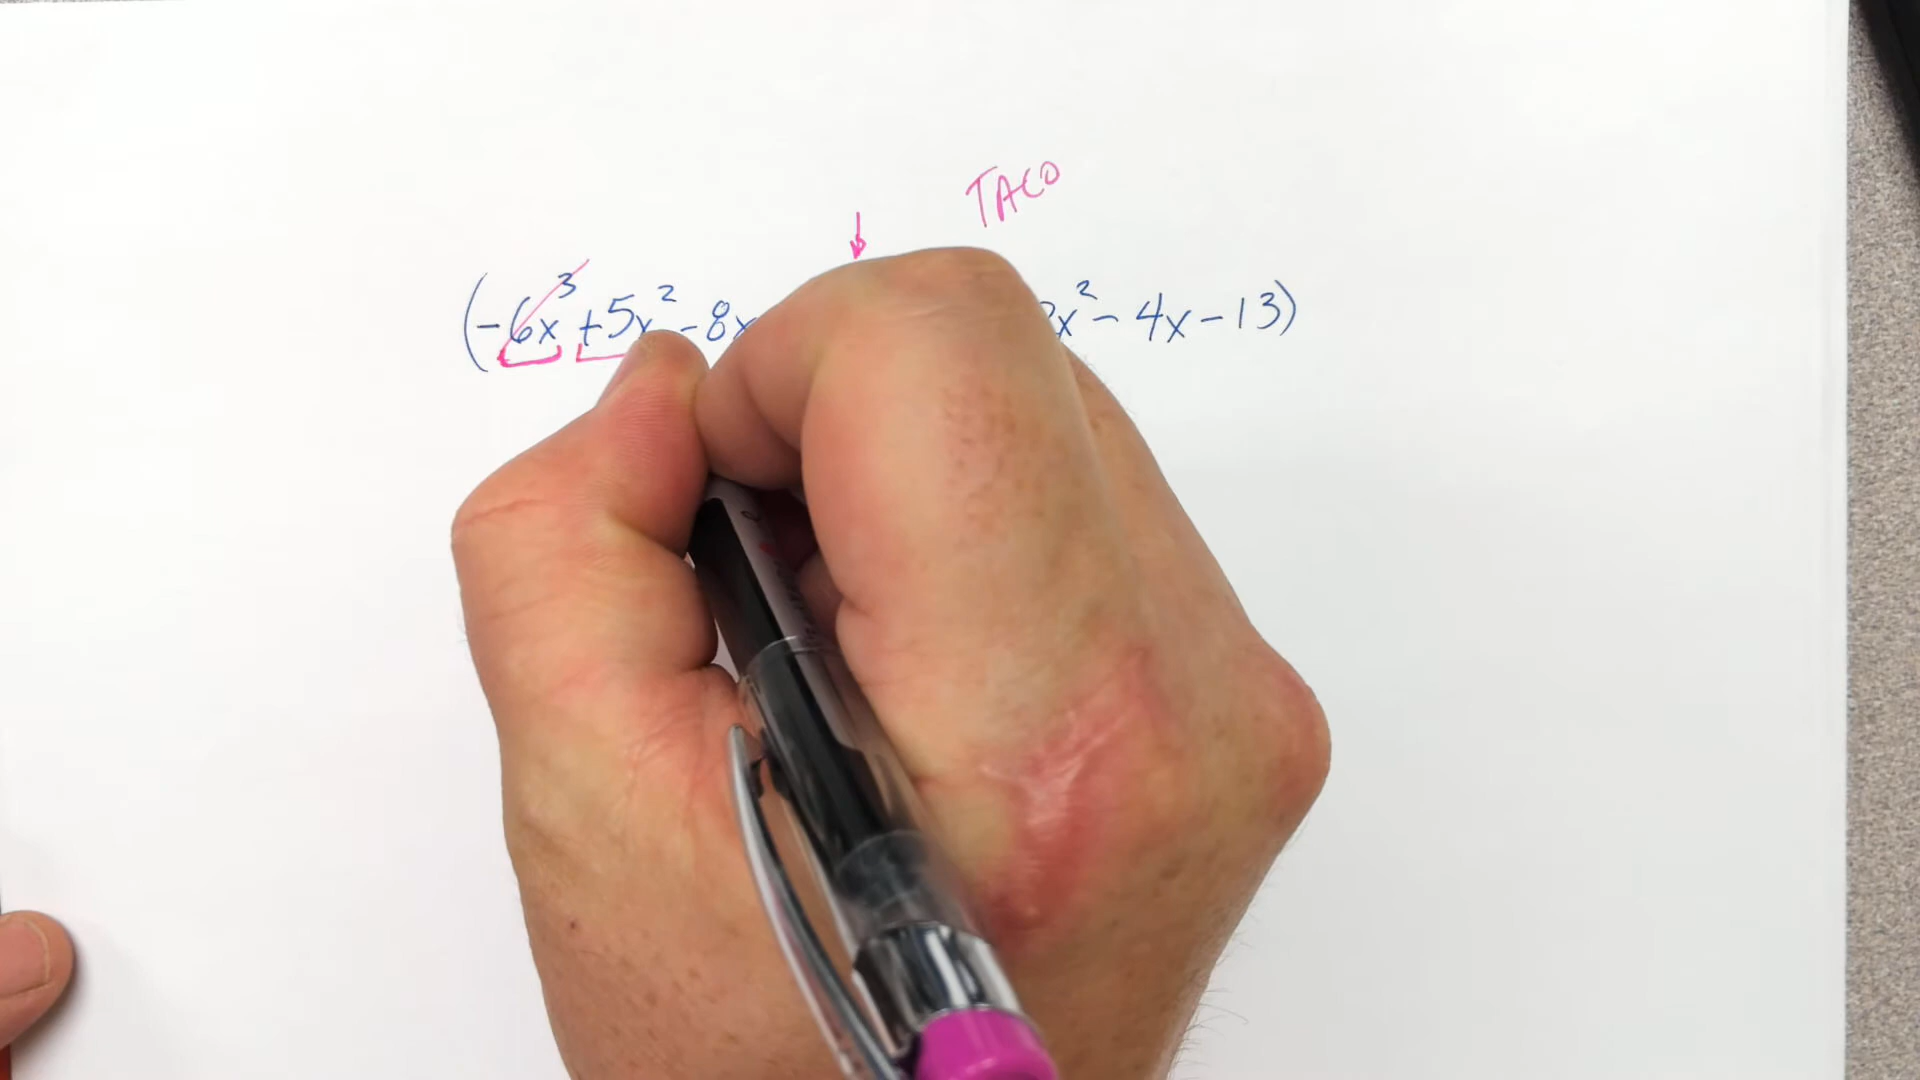 TACO
(-6x³ +5x² -8x x² - 4x - 13)